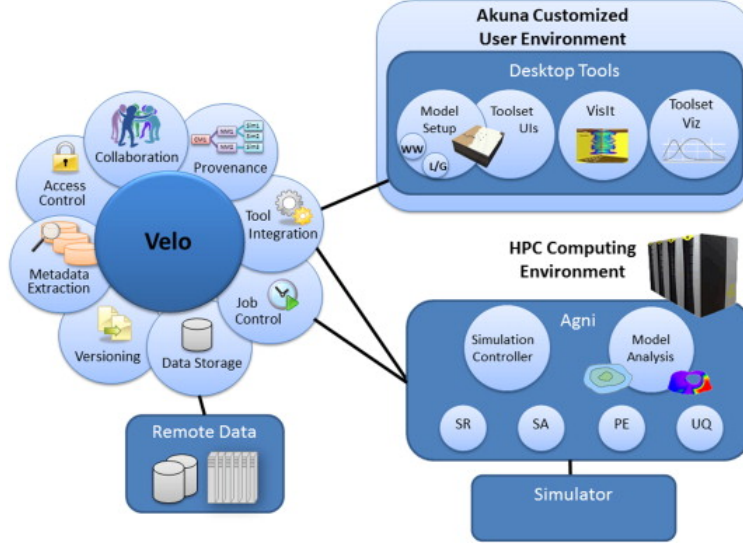 Akuna Customized
User Environment
Desktop Tools
Model
Setup
WW
L/G
Toolset
UIs
VisIt
Toolset
Viz
Collaboration
Provenance
Access
Control
Velo
Tool
Integration
Metadata
Extraction
Job
Control
Versioning
Data Storage
Remote Data
HPC Computing
Environment
Agni
Simulation
Controller
Model
Analysis
SR
SA
PE
UQ
Simulator